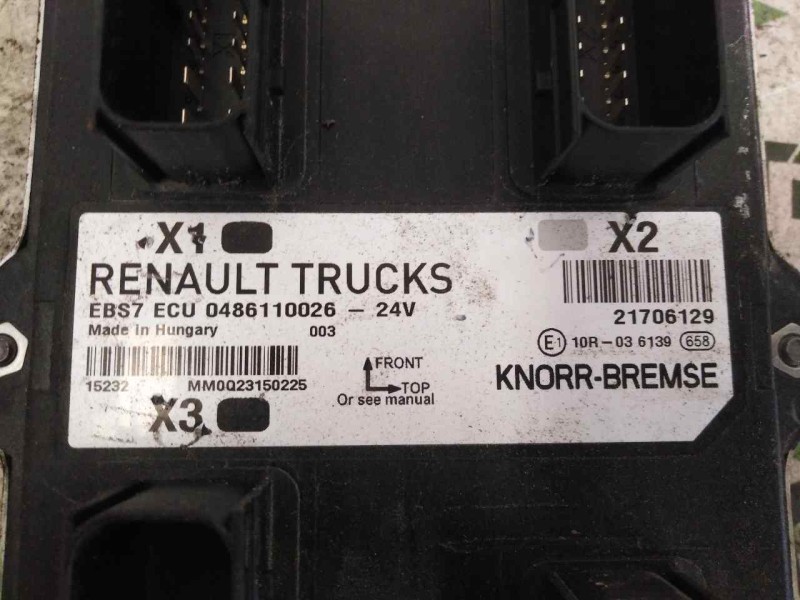 X1
X2
RENAULT TRUCKS
EBS7 ECU 0486110026 - 24V
21706129
Made in Hungary
003
E1 10R-03 6139 658
15232
MM0Q23150225
FRONT
TOP
Or see manual
KNORR-BREMSE
X3